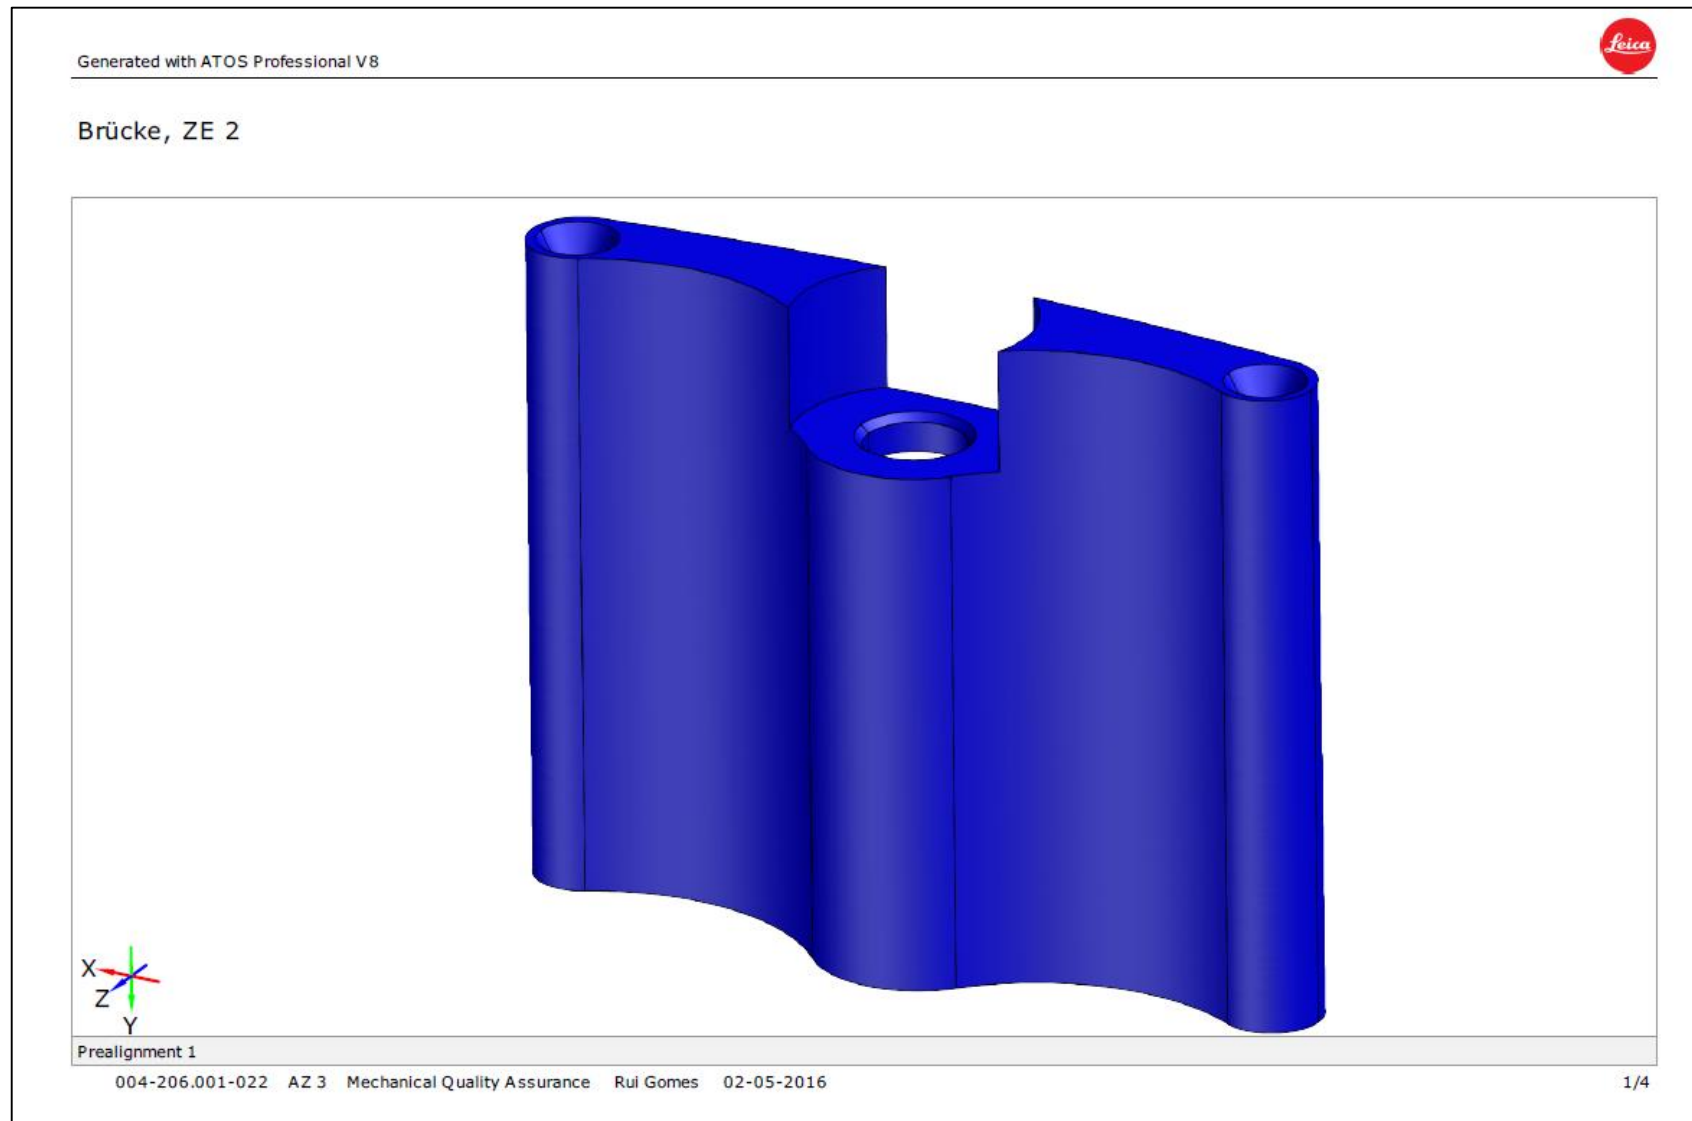 Generated with ATOS Professional V8
Leica
Brücke, ZE 2
X
Z
Y
Prealignment 1
004-206.001-022 AZ 3 Mechanical Quality Assurance Rui Gomes 02-05-2016 1/4